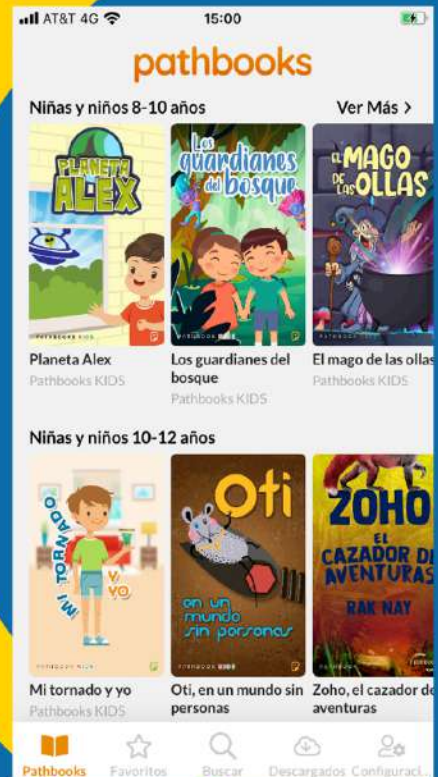 AT&T 4G 15:00
pathbooks
Niñas y niños 8-10 años Ver Más >
PLANETA
ALEX
Los
guardianes
del bosque
EL MAGO
DE LAS OLLAS
PATHBOOKS KIDS
Planeta Alex
Pathbooks KIDS
Los guardianes del
bosque
Pathbooks KIDS
El mago de las ollas
Pathbooks KIDS
Niñas y niños 10-12 años
MI TORNADO
Y
YO
Oti
en un
mundo
sin personas
ZOHO
EL
CAZADOR DE
AVENTURAS
RAK NAY
Mi tornado y yo
Pathbooks KIDS
Oti, en un mundo sin
personas
Zoho, el cazador de
aventuras
Pathbooks Favoritos Buscar Descargados Configuraci...